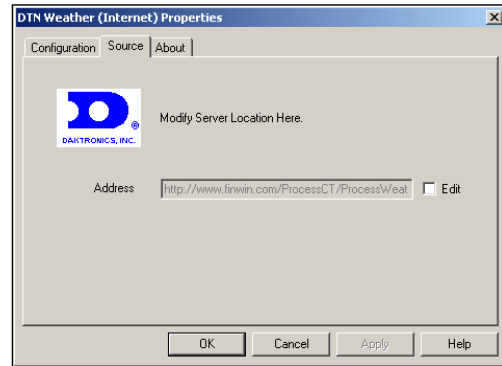 DTN Weather (Internet) Properties
Configuration Source About
Modify Server Location Here.
DAKTRONICS, INC.
Address http://www.finwin.com/ProcessCT/ProcessWeat Edit
OK Cancel Apply Help